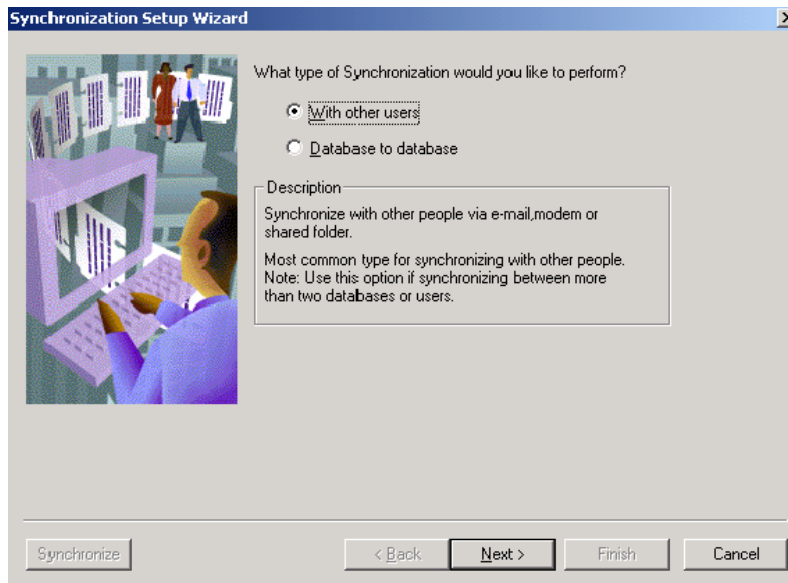 Synchronization Setup Wizard
What type of Synchronization would you like to perform?
With other users
Database to database
Description
Synchronize with other people via e-mail,modem or
shared folder.
Most common type for synchronizing with other people.
Note: Use this option if synchronizing between more
than two databases or users.
Synchronize
< Back
Next >
Finish
Cancel